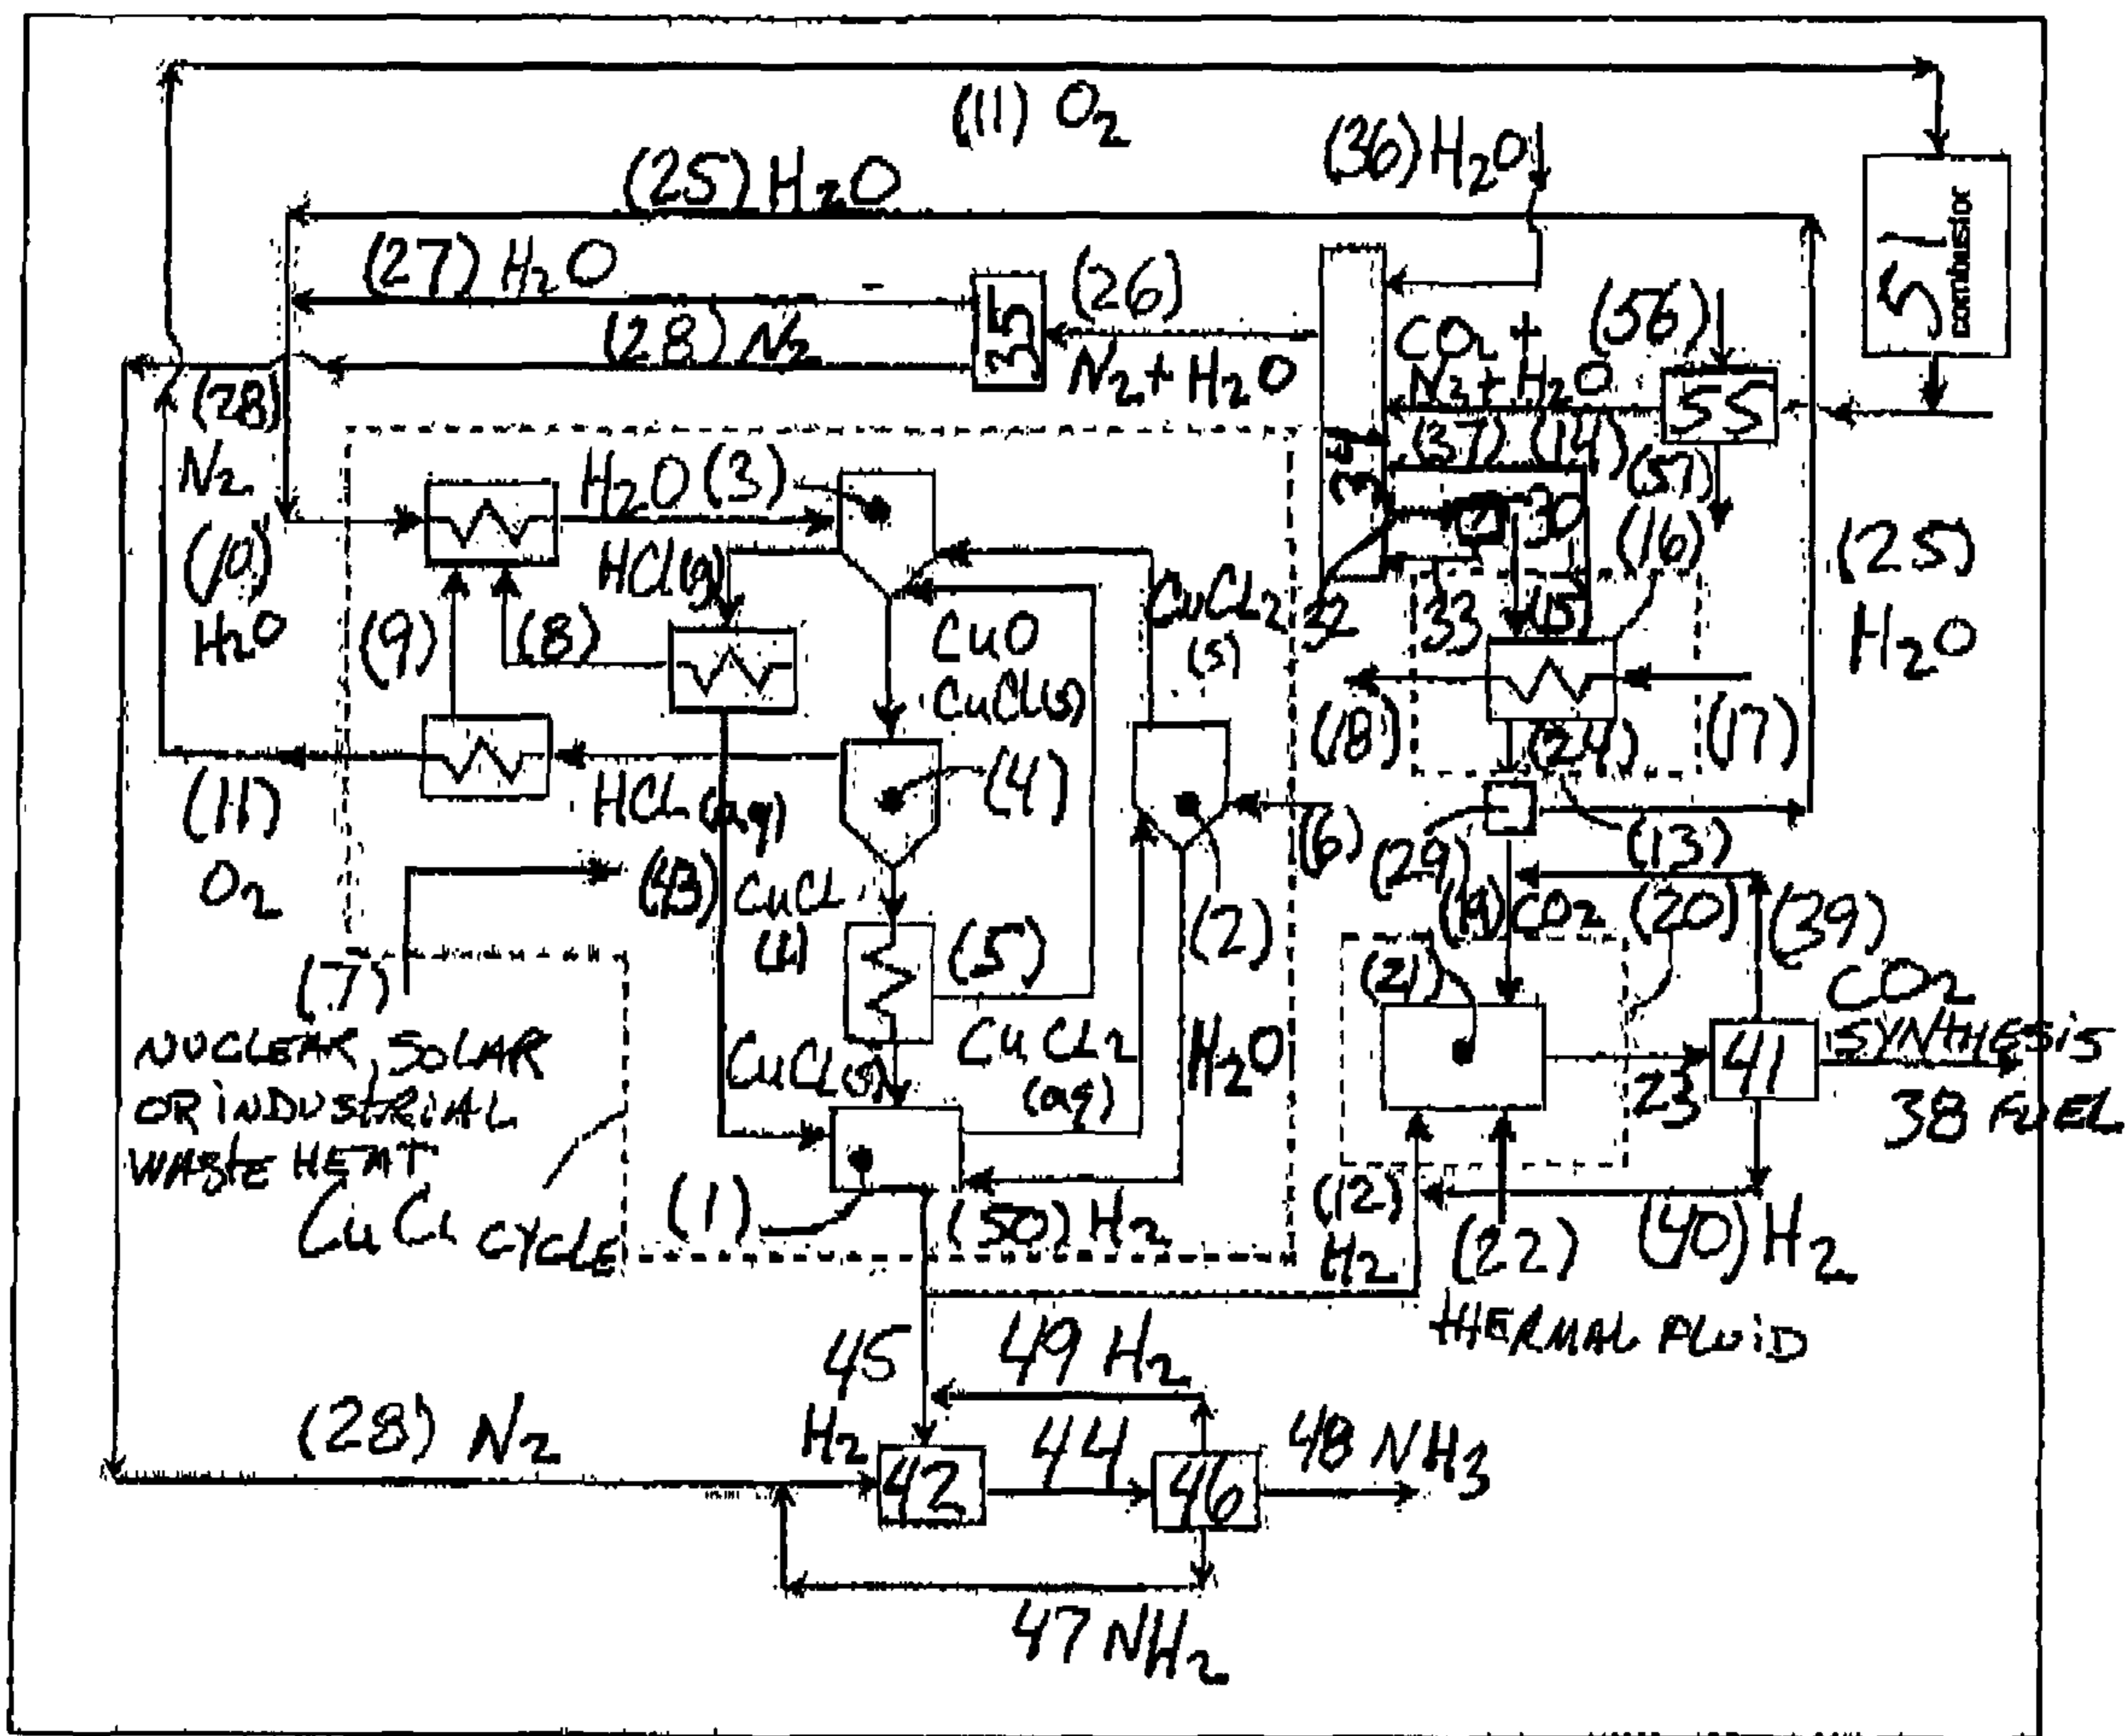 (11) O2
(36) H2O
(25) H2O
51
combustor
(27) H2O
(26)
35
(28) N2
N2 + H2O
CO2 +
N2 + H2O
(56)
55
(28)
N2
(37) (14) (57)
H2O (3)
30
(16)
(25)
H2O
(10)
H2O
HCL(g)
CuCL2
(s)
32
33
(15)
(9)
(8)
CuO
CuCL(s)
(18)
(24)
(17)
(4)
(11)
O2
HCL (aq)
(6)
(29)
(13)
(43)
CuCL
(5)
(2)
(19) CO2
(20)
(39)
CO2
(7)
NUCLEAR, SOLAR
OR INDUSTRIAL
WASTE HEAT
(21)
CuCL(s)
CuCL2
(aq)
H2O
23
41
SYNTHESIS
38 FUEL
CuCl CYCLE
(1)
(50) H2
(12)
H2
(22)
(40) H2
THERMAL FLUID
45
49 H2
(28) N2
H2
42
44
46
48 NH3
47 NH2